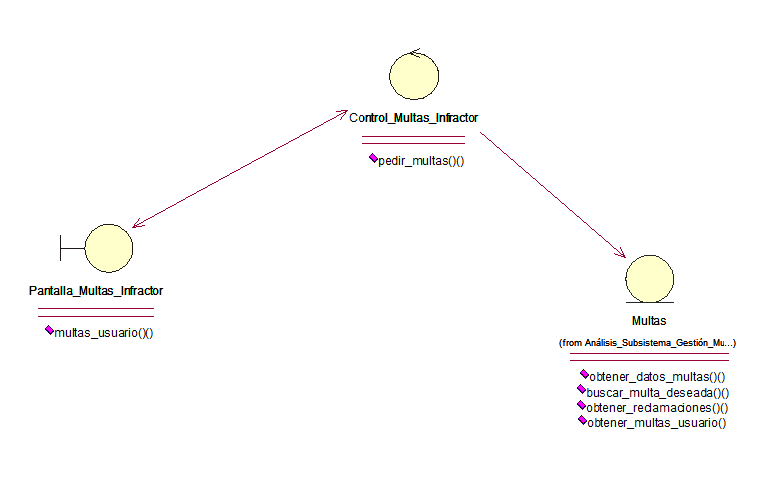 Control_Multas_Infractor
pedir_multas()()
Pantalla_Multas_Infractor
multas_usuario()()
Multas
(from Análisis_Subsistema_Gestión_Mu...)
obtener_datos_multas()()
buscar_multa_deseada()()
obtener_reclamaciones()()
obtener_multas_usuario()